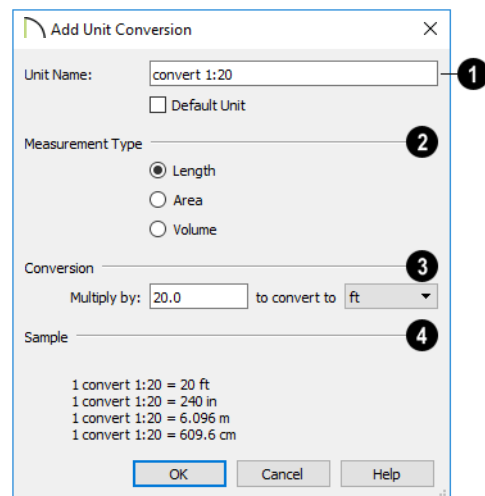 Add Unit Conversion
Unit Name: convert 1:20 1
Default Unit
Measurement Type 2
Length
Area
Volume
Conversion 3
Multiply by: 20.0 to convert to ft
Sample 4
1 convert 1:20 = 20 ft
1 convert 1:20 = 240 in
1 convert 1:20 = 6.096 m
1 convert 1:20 = 609.6 cm
OK Cancel Help